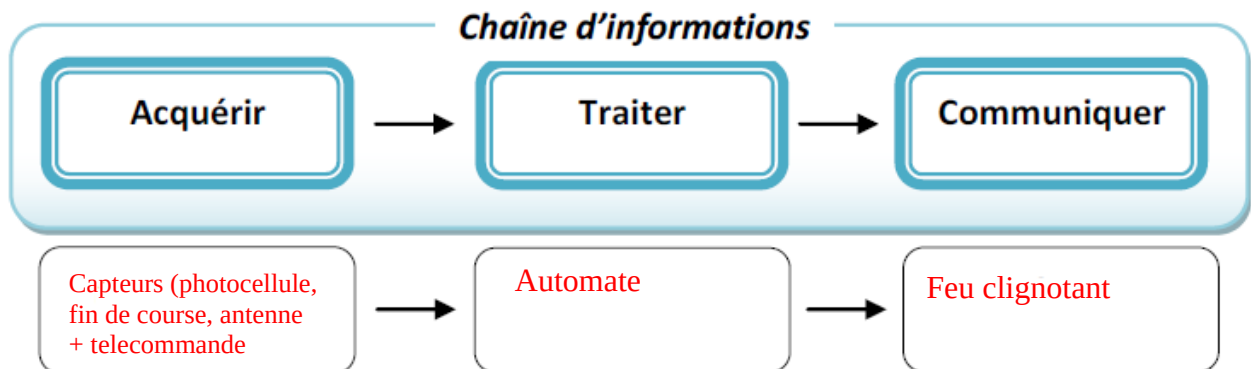 Chaîne d’informations
Acquérir
Traiter
Communiquer
Capteurs (photocellule,
fin de course, antenne
+ telecommande
Automate
Feu clignotant